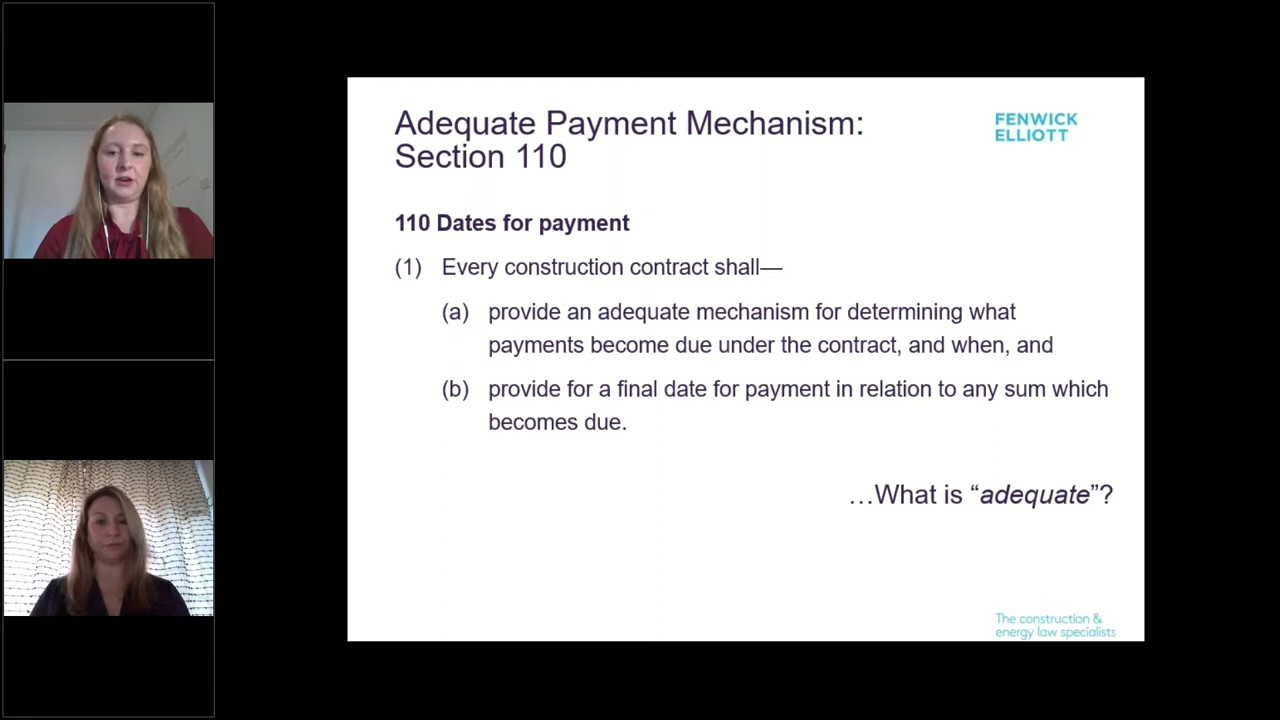 Adequate Payment Mechanism:
Section 110
FENWICK
ELLIOTT
110 Dates for payment
(1) Every construction contract shall—
(a) provide an adequate mechanism for determining what
payments become due under the contract, and when, and
(b) provide for a final date for payment in relation to any sum which
becomes due.
…What is “adequate”?
The construction &
energy law specialists